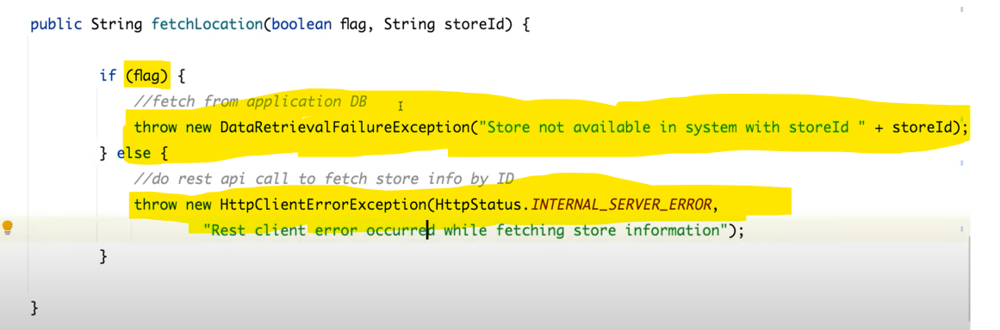 public String fetchLocation(boolean flag, String storeId) {
if (flag) {
//fetch from application DB
throw new DataRetrievalFailureException("Store not available in system with storeId " + storeId);
} else {
//do rest api call to fetch store info by ID
throw new HttpClientErrorException(HttpStatus.INTERNAL_SERVER_ERROR,
"Rest client error occurred while fetching store information");
}
}